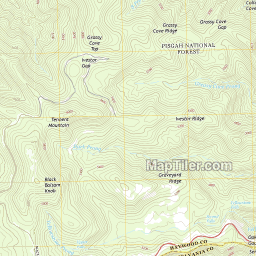 Grassy Cove
Gap
Grassy
Cove Ridge
Grassy
Cove
Top
PISGAH NATIONAL
FOREST
Ivestor
Gap
Tennent
Mountain
Ivestor Ridge
MapTiler.com
Graveyard
Ridge
Black
Balsam
Knob
HAYWOOD CO